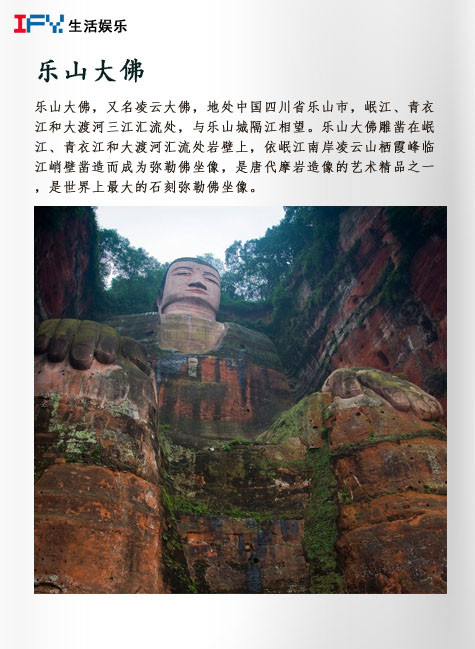 IFY. 生活娱乐
乐山大佛
乐山大佛，又名凌云大佛，地处中国四川省乐山市，岷江、青衣
江和大渡河三江汇流处，与乐山城隔江相望。乐山大佛雕凿在岷
江、青衣江和大渡河汇流处岩壁上，依岷江南岸凌云山栖霞峰临
江峭壁凿造而成为弥勒佛坐像，是唐代摩岩造像的艺术精品之一
，是世界上最大的石刻弥勒佛坐像。